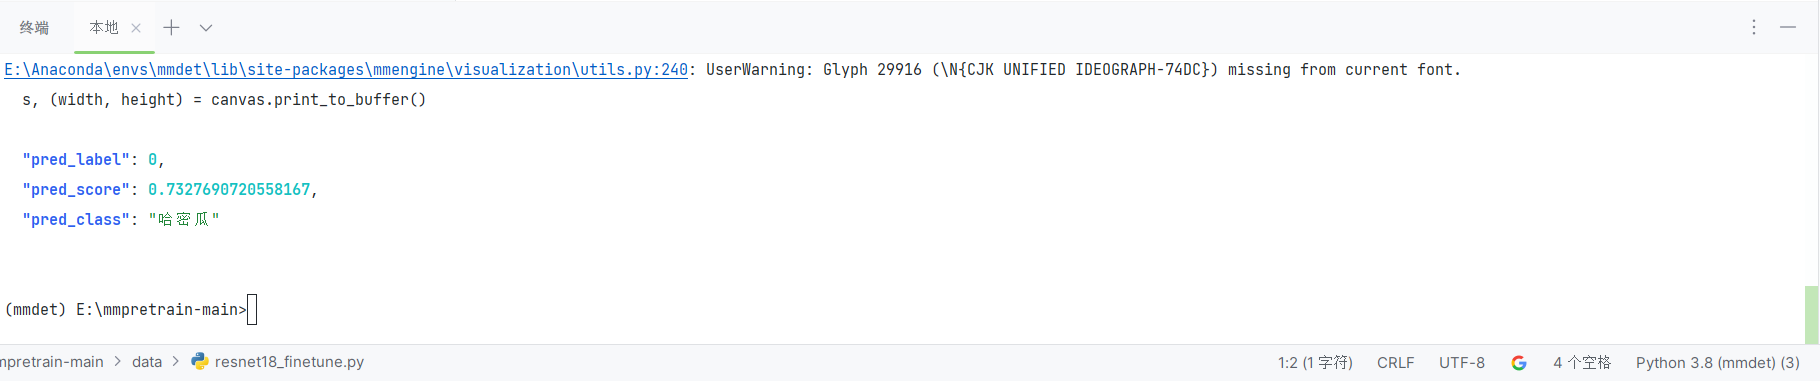 终端 本地
E:\Anaconda\envs\mmdet\lib\site-packages\mmengine\visualization\utils.py:240: UserWarning: Glyph 29916 (\N{CJK UNIFIED IDEOGRAPH-74DC}) missing from current font.
  s, (width, height) = canvas.print_to_buffer()
  "pred_label": 0,
  "pred_score": 0.7327690720558167,
  "pred_class": "哈密瓜"
(mmdet) E:\mmpretrain-main>
mpretrain-main > data > resnet18_finetune.py 1:2 (1 字符) CRLF UTF-8 4 个空格 Python 3.8 (mmdet) (3)